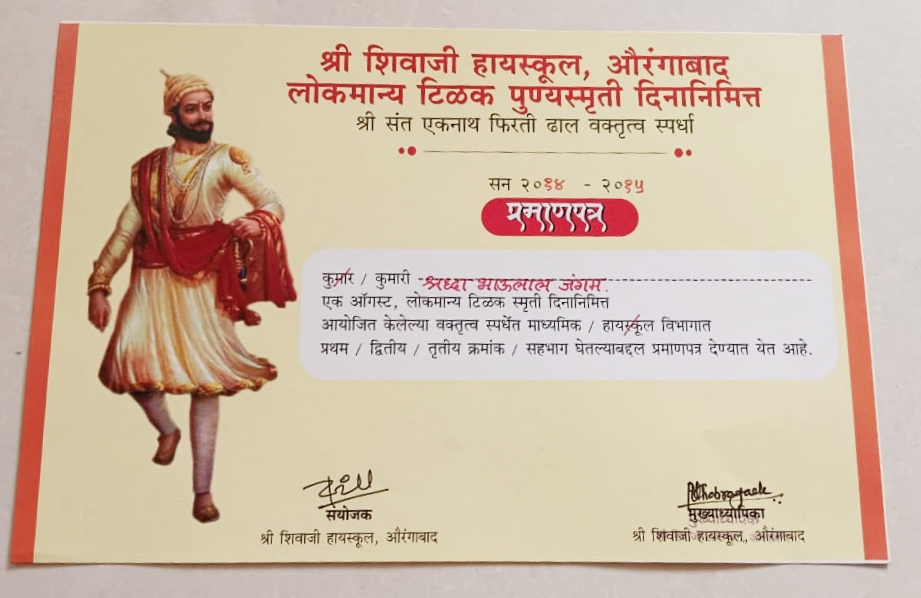 श्री शिवाजी हायस्कूल, औरंगाबाद
लोकमान्य टिळक पुण्यस्मृती दिनानिमित्त
श्री संत एकनाथ फिरती ढाल वक्तृत्व स्पर्धा
सन २०१४ - २०१५
प्रमाणपत्र
कुमार / कुमारी श्रध्दा भाऊलाल जंगम.
एक ऑगस्ट, लोकमान्य टिळक स्मृती दिनानिमित्त
आयोजित केलेल्या वक्तृत्व स्पर्धेत माध्यमिक / हायस्कूल विभागात
प्रथम / द्वितीय / तृतीय क्रमांक / सहभाग घेतल्याबद्दल प्रमाणपत्र देण्यात येत आहे.
संयोजक
श्री शिवाजी हायस्कूल, औरंगाबाद
मुख्याध्यापिका
श्री शिवाजी हायस्कूल, औरंगाबाद